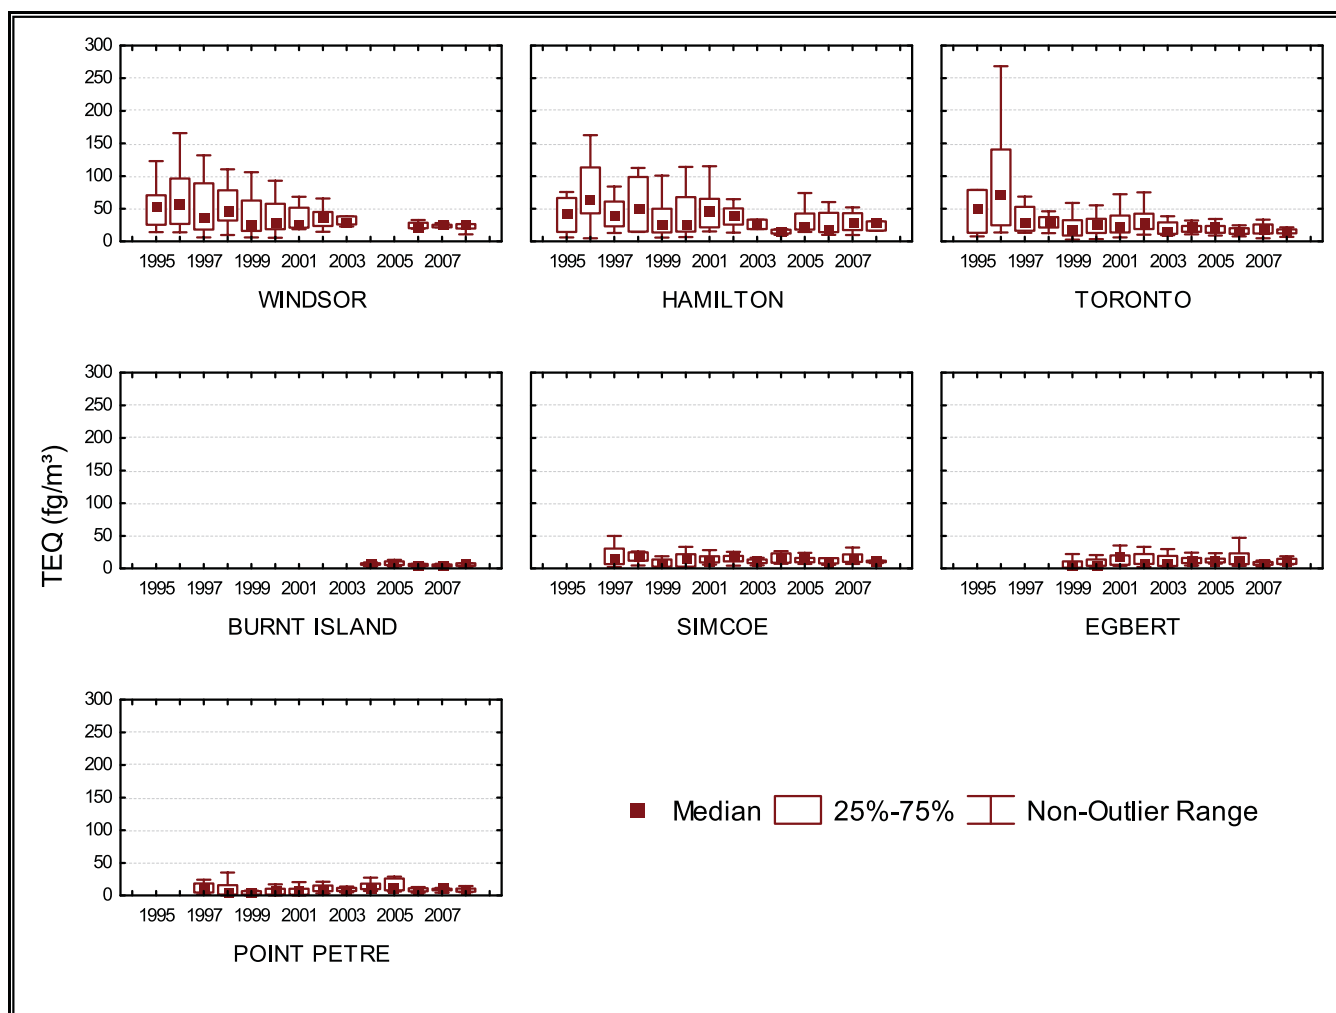 TEQ (fg/m³)
300
250
200
150
100
50
0
1995 1997 1999 2001 2003 2005 2007
WINDSOR
1995 1997 1999 2001 2003 2005 2007
HAMILTON
1995 1997 1999 2001 2003 2005 2007
TORONTO
300
250
200
150
100
50
0
1995 1997 1999 2001 2003 2005 2007
BURNT ISLAND
1995 1997 1999 2001 2003 2005 2007
SIMCOE
1995 1997 1999 2001 2003 2005 2007
EGBERT
300
250
200
150
100
50
0
1995 1997 1999 2001 2003 2005 2007
POINT PETRE
Median 25%-75% Non-Outlier Range